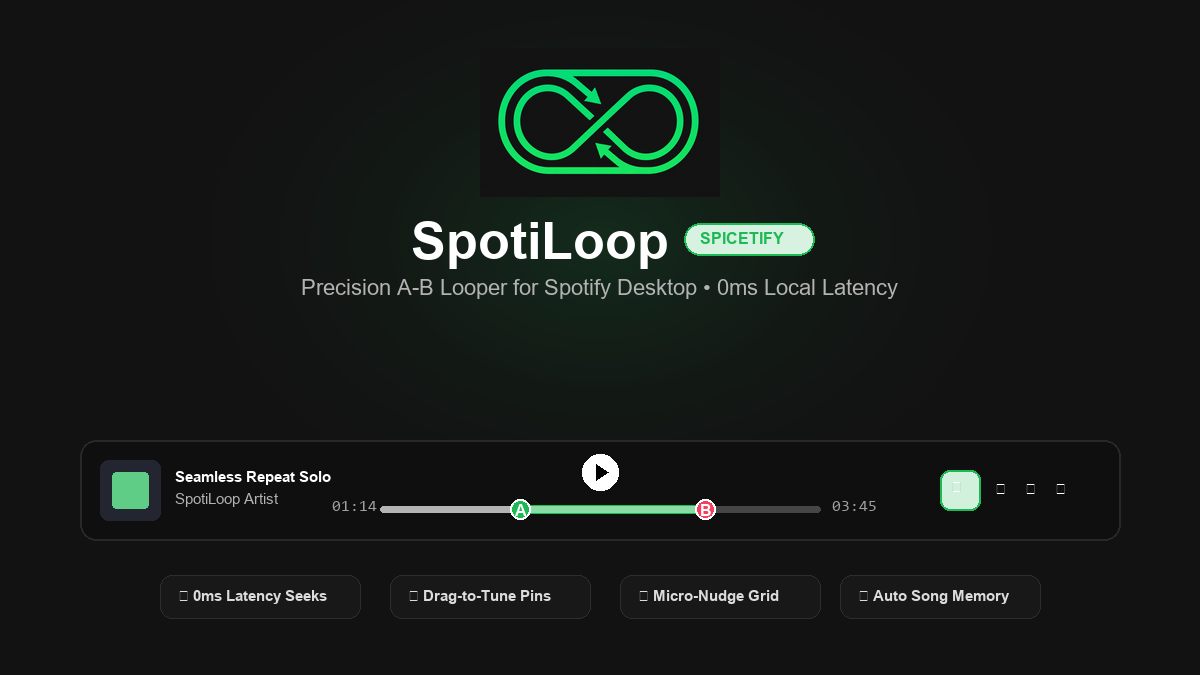 SpotiLoop SPICETIFY
Precision A-B Looper for Spotify Desktop • 0ms Local Latency
Seamless Repeat Solo
SpotiLoop Artist
01:14
A
B
03:45
0ms Latency Seeks
Drag-to-Tune Pins
Micro-Nudge Grid
Auto Song Memory